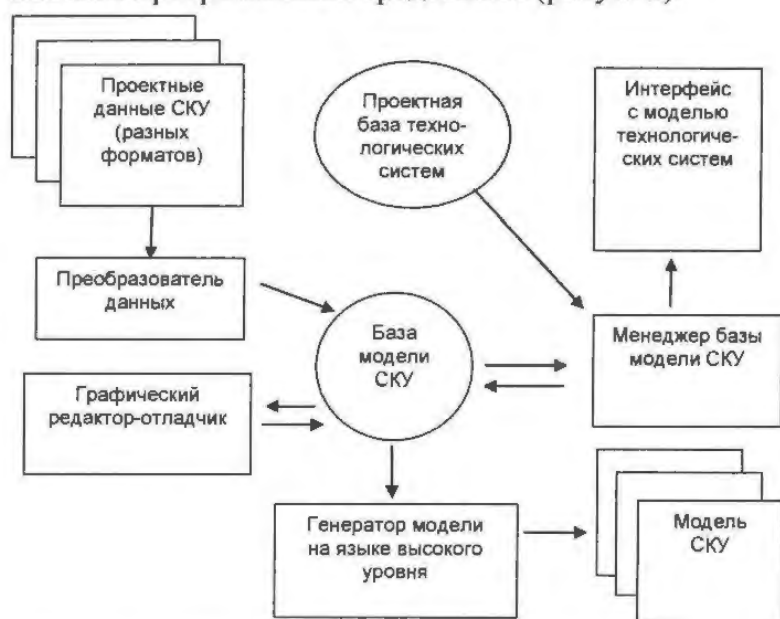 Проектные
данные СКУ
(разных
форматов)
Проектная
база техно-
логических
систем
Интерфейс
с моделью
технологиче-
ских систем
Преобразователь
данных
База
модели
СКУ
Менеджер базы
модели СКУ
Графический
редактор-отладчик
Генератор модели
на языке высокого
уровня
Модель
СКУ